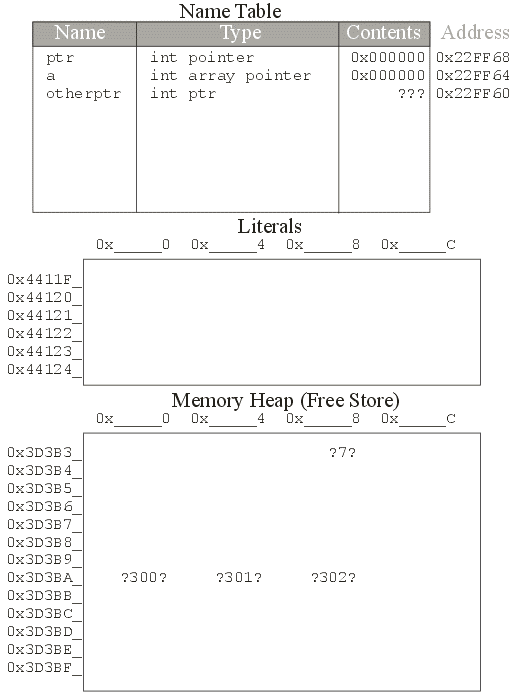 Name Table
Name Type Contents Address
ptr int pointer 0x000000 0x22FF68
a int array pointer 0x000000 0x22FF64
otherptr int ptr ??? 0x22FF60
Literals
0x_____0 0x_____4 0x_____8 0x_____C
0x4411F_
0x44120_
0x44121_
0x44122_
0x44123_
0x44124_
Memory Heap (Free Store)
0x_____0 0x_____4 0x_____8 0x_____C
0x3D3B3_ ?7?
0x3D3B4_
0x3D3B5_
0x3D3B6_
0x3D3B7_
0x3D3B8_
0x3D3B9_
0x3D3BA_ ?300? ?301? ?302?
0x3D3BB_
0x3D3BC_
0x3D3BD_
0x3D3BE_
0x3D3BF_